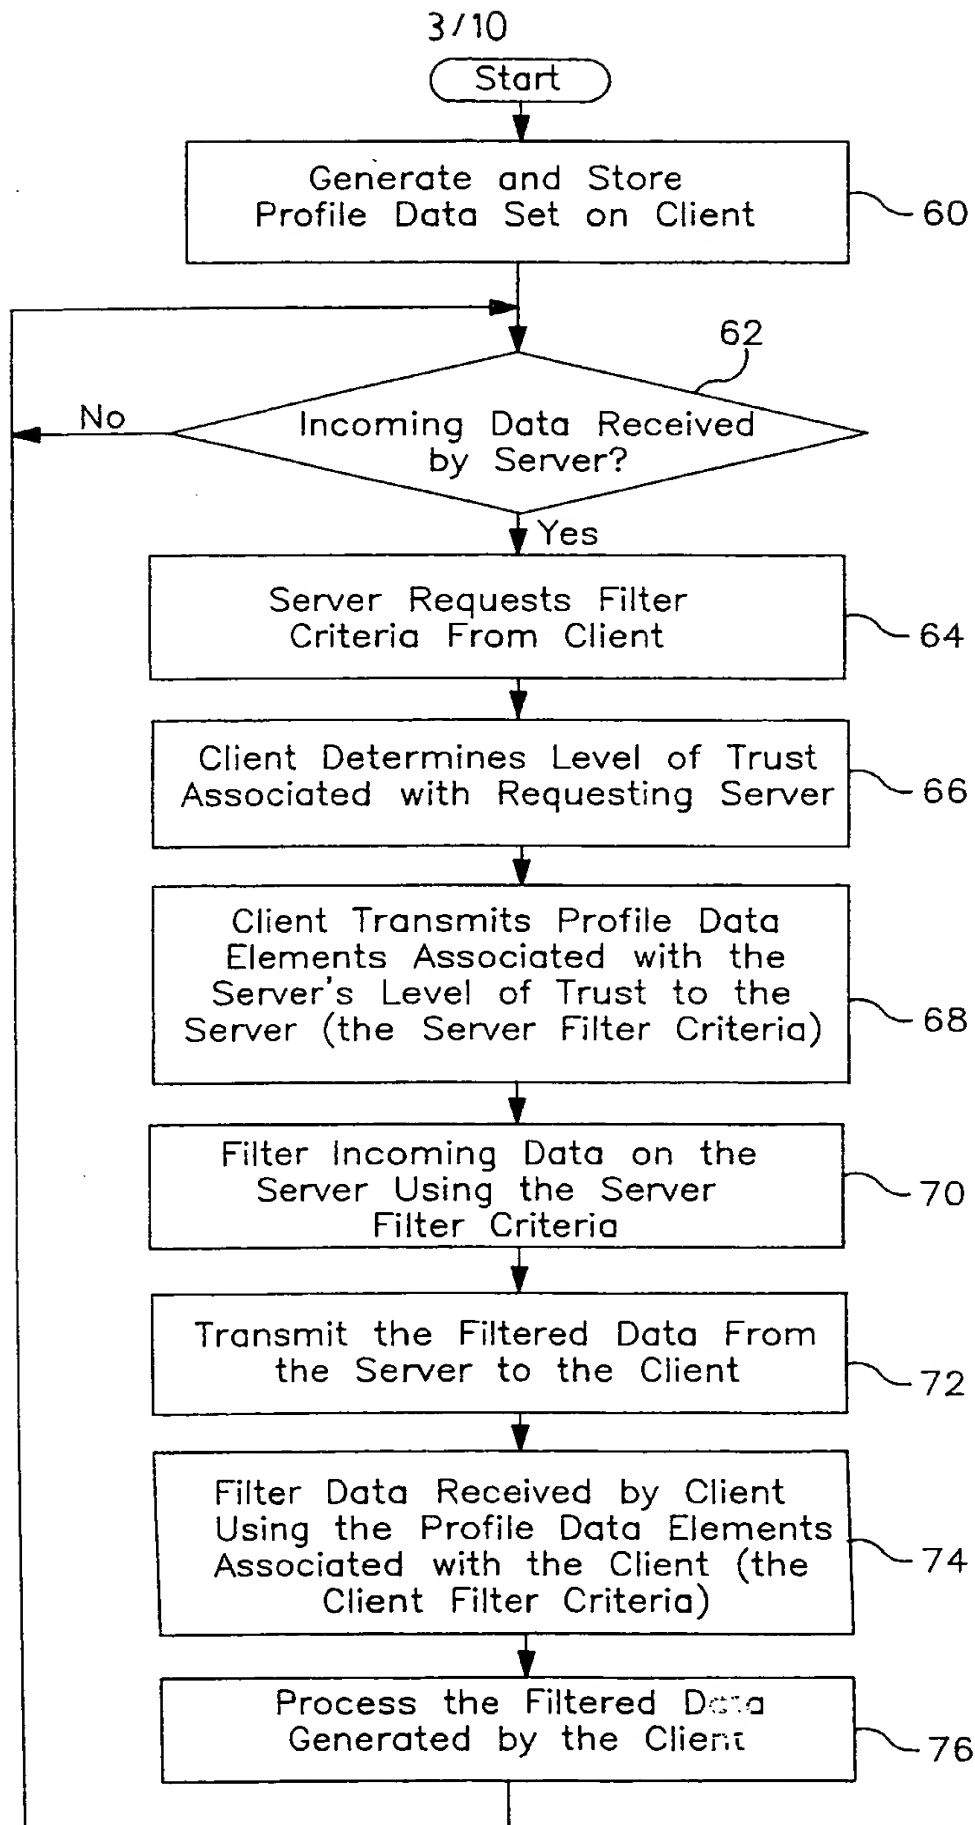 3/10
Start
Generate and Store
Profile Data Set on Client
60
62
No
Incoming Data Received
by Server?
Yes
Server Requests Filter
Criteria From Client
64
Client Determines Level of Trust
Associated with Requesting Server
66
Client Transmits Profile Data
Elements Associated with the
Server's Level of Trust to the
Server (the Server Filter Criteria)
68
Filter Incoming Data on the
Server Using the Server
Filter Criteria
70
Transmit the Filtered Data From
the Server to the Client
72
Filter Data Received by Client
Using the Profile Data Elements
Associated with the Client (the
Client Filter Criteria)
74
Process the Filtered Data
Generated by the Client
76